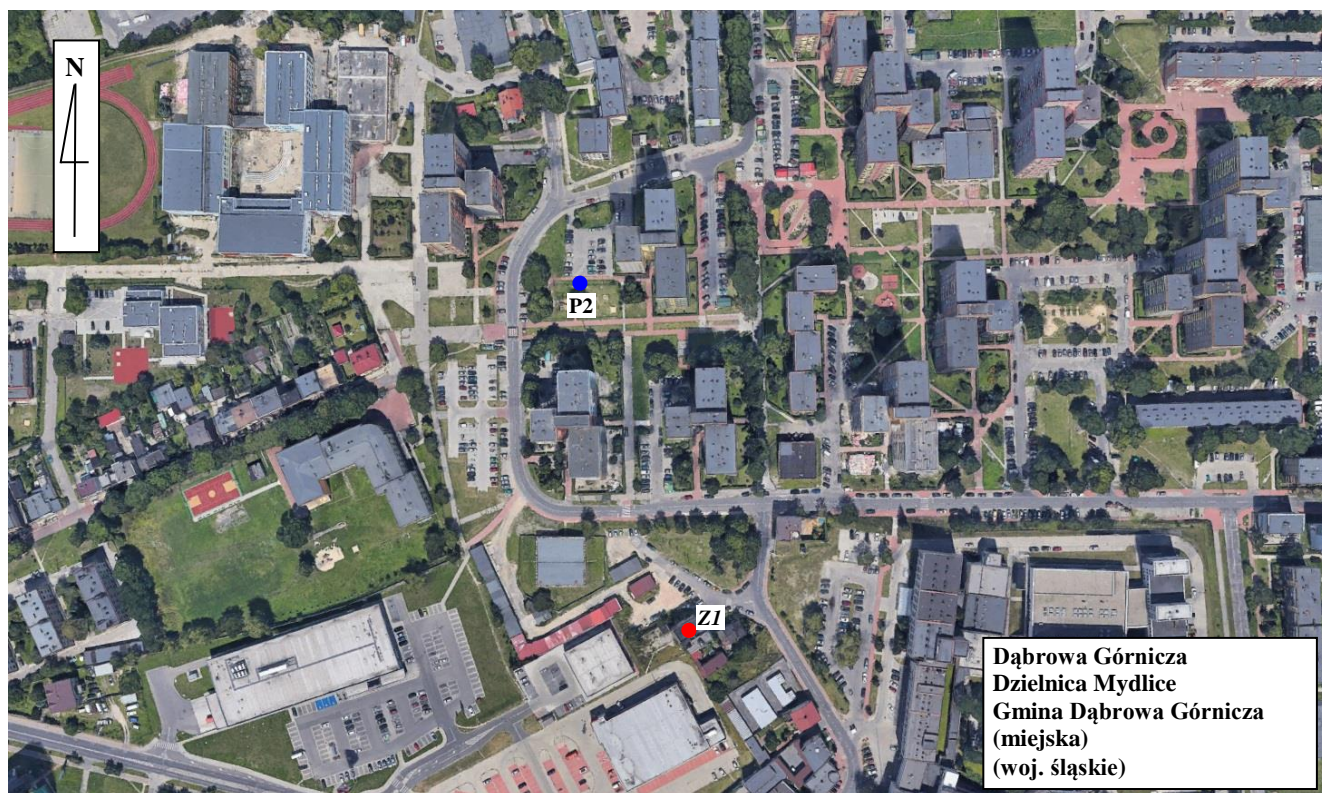 N
P2
Z1
Dąbrowa Górnicza
Dzielnica Mydlice
Gmina Dąbrowa Górnicza
(miejska)
(woj. śląskie)